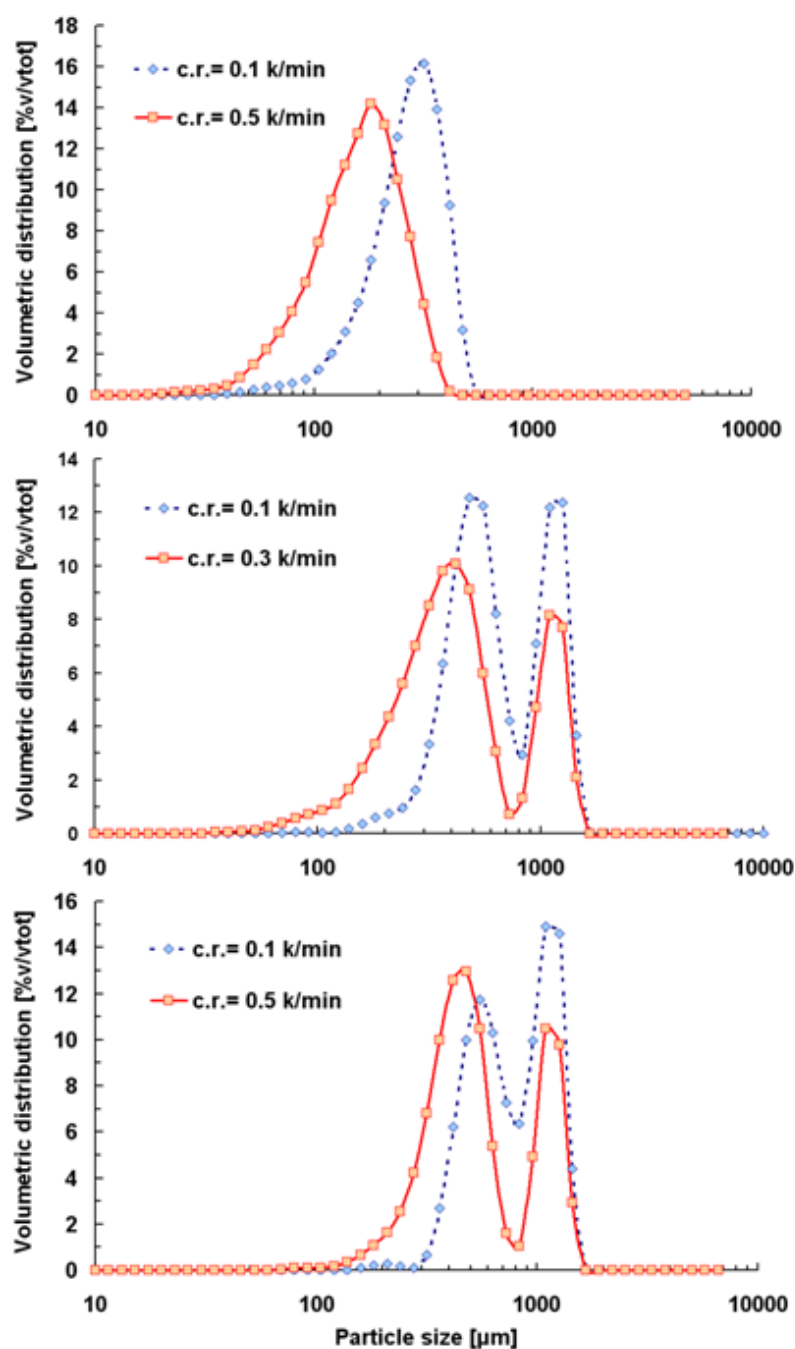 Volumetric distribution [%v/vtot]
18
16
14
12
10
8
6
4
2
0
c.r.= 0.1 k/min
c.r.= 0.5 k/min
10 100 1000 10000
Volumetric distribution [%v/vtot]
14
12
10
8
6
4
2
0
c.r.= 0.1 k/min
c.r.= 0.3 k/min
10 100 1000 10000
Volumetric distribution [%v/vtot]
16
14
12
10
8
6
4
2
0
c.r.= 0.1 k/min
c.r.= 0.5 k/min
10 100 1000 10000
Particle size [µm]